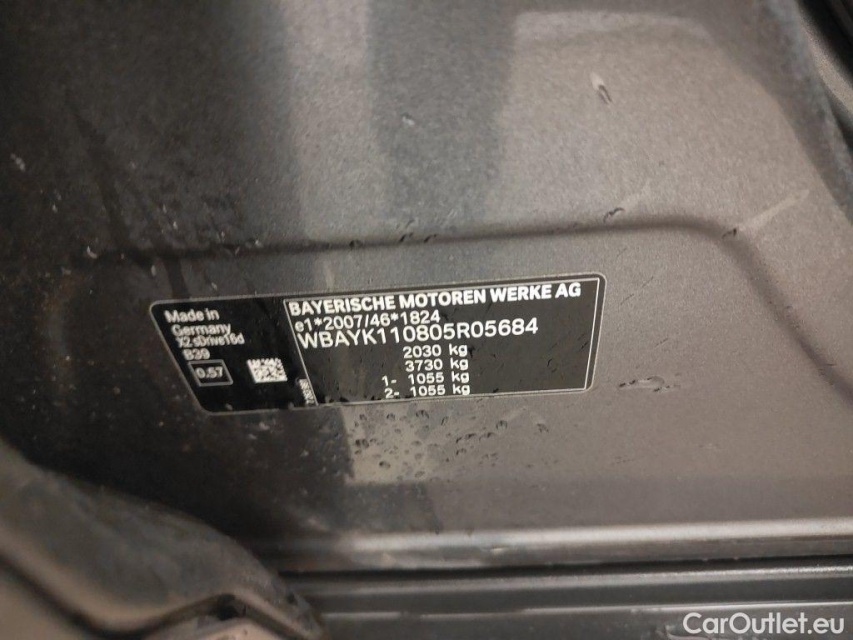 Made in
Germany
X2 sDrive16d
B39
0,57
BAYERISCHE MOTOREN WERKE AG
e1*2007/46*1824
WBAYK110805R05684
2030 kg
3730 kg
1- 1055 kg
2- 1055 kg
CarOutlet.eu